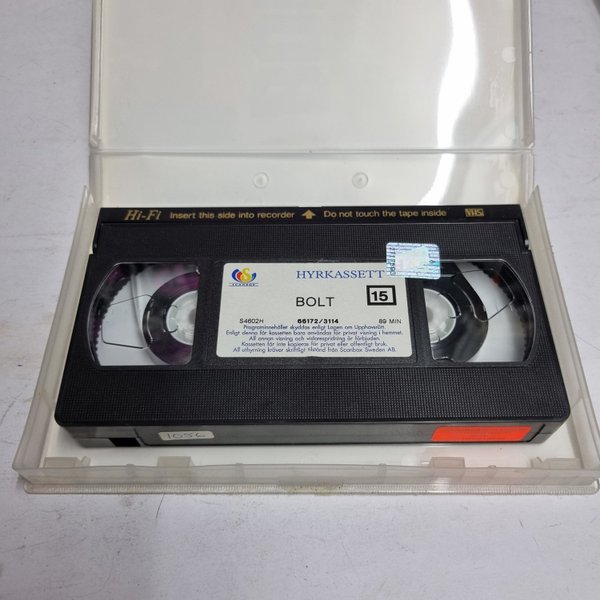 Hi-Fi Insert this side into recorder Do not touch the tape inside VHS
SCANBOX
HYRKASSETT
BOLT
15
S4602H 66172/3114 89 MIN
Programinnehållet skyddas enligt Lagen om Upphovsrätt.
Enligt denna får kassetten bara användas för privat visning i hemmet.
All annan visning och vidarespridning är förbjuden.
Kassetten får inte kopieras för privat eller offentligt bruk.
All uthyrning kräver skriftligt tillstånd från Scanbox Sweden AB.
1056